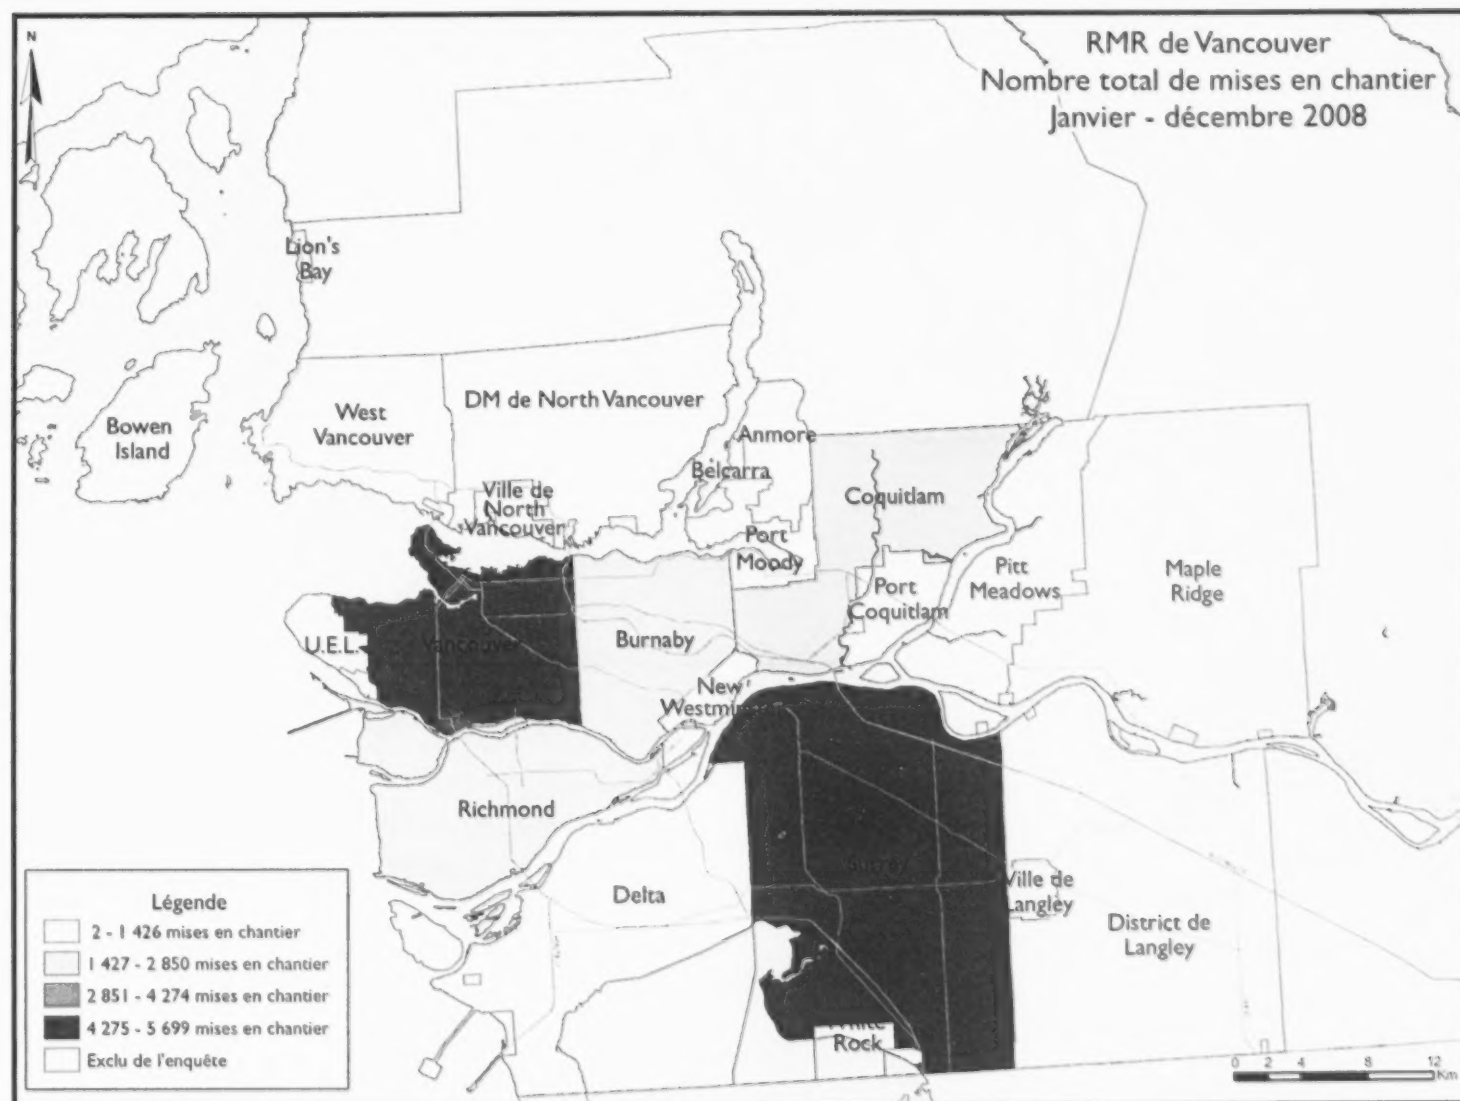 N
RMR de Vancouver
Nombre total de mises en chantier
Janvier - décembre 2008
Lion's
Bay
Bowen
Island
West
Vancouver
DM de North Vancouver
Ville de
North
Vancouver
Anmore
Belcarra
Port
Moody
Coquitlam
Port
Coquitlam
Pitt
Meadows
Maple
Ridge
U.E.L.
Vancouver
Burnaby
New
Westmin
Richmond
Delta
Surrey
Ville de
Langley
District de
Langley
White
Rock
Légende
2 - 1 426 mises en chantier
1 427 - 2 850 mises en chantier
2 851 - 4 274 mises en chantier
4 275 - 5 699 mises en chantier
Exclu de l'enquête
0 2 4 8 12
Km